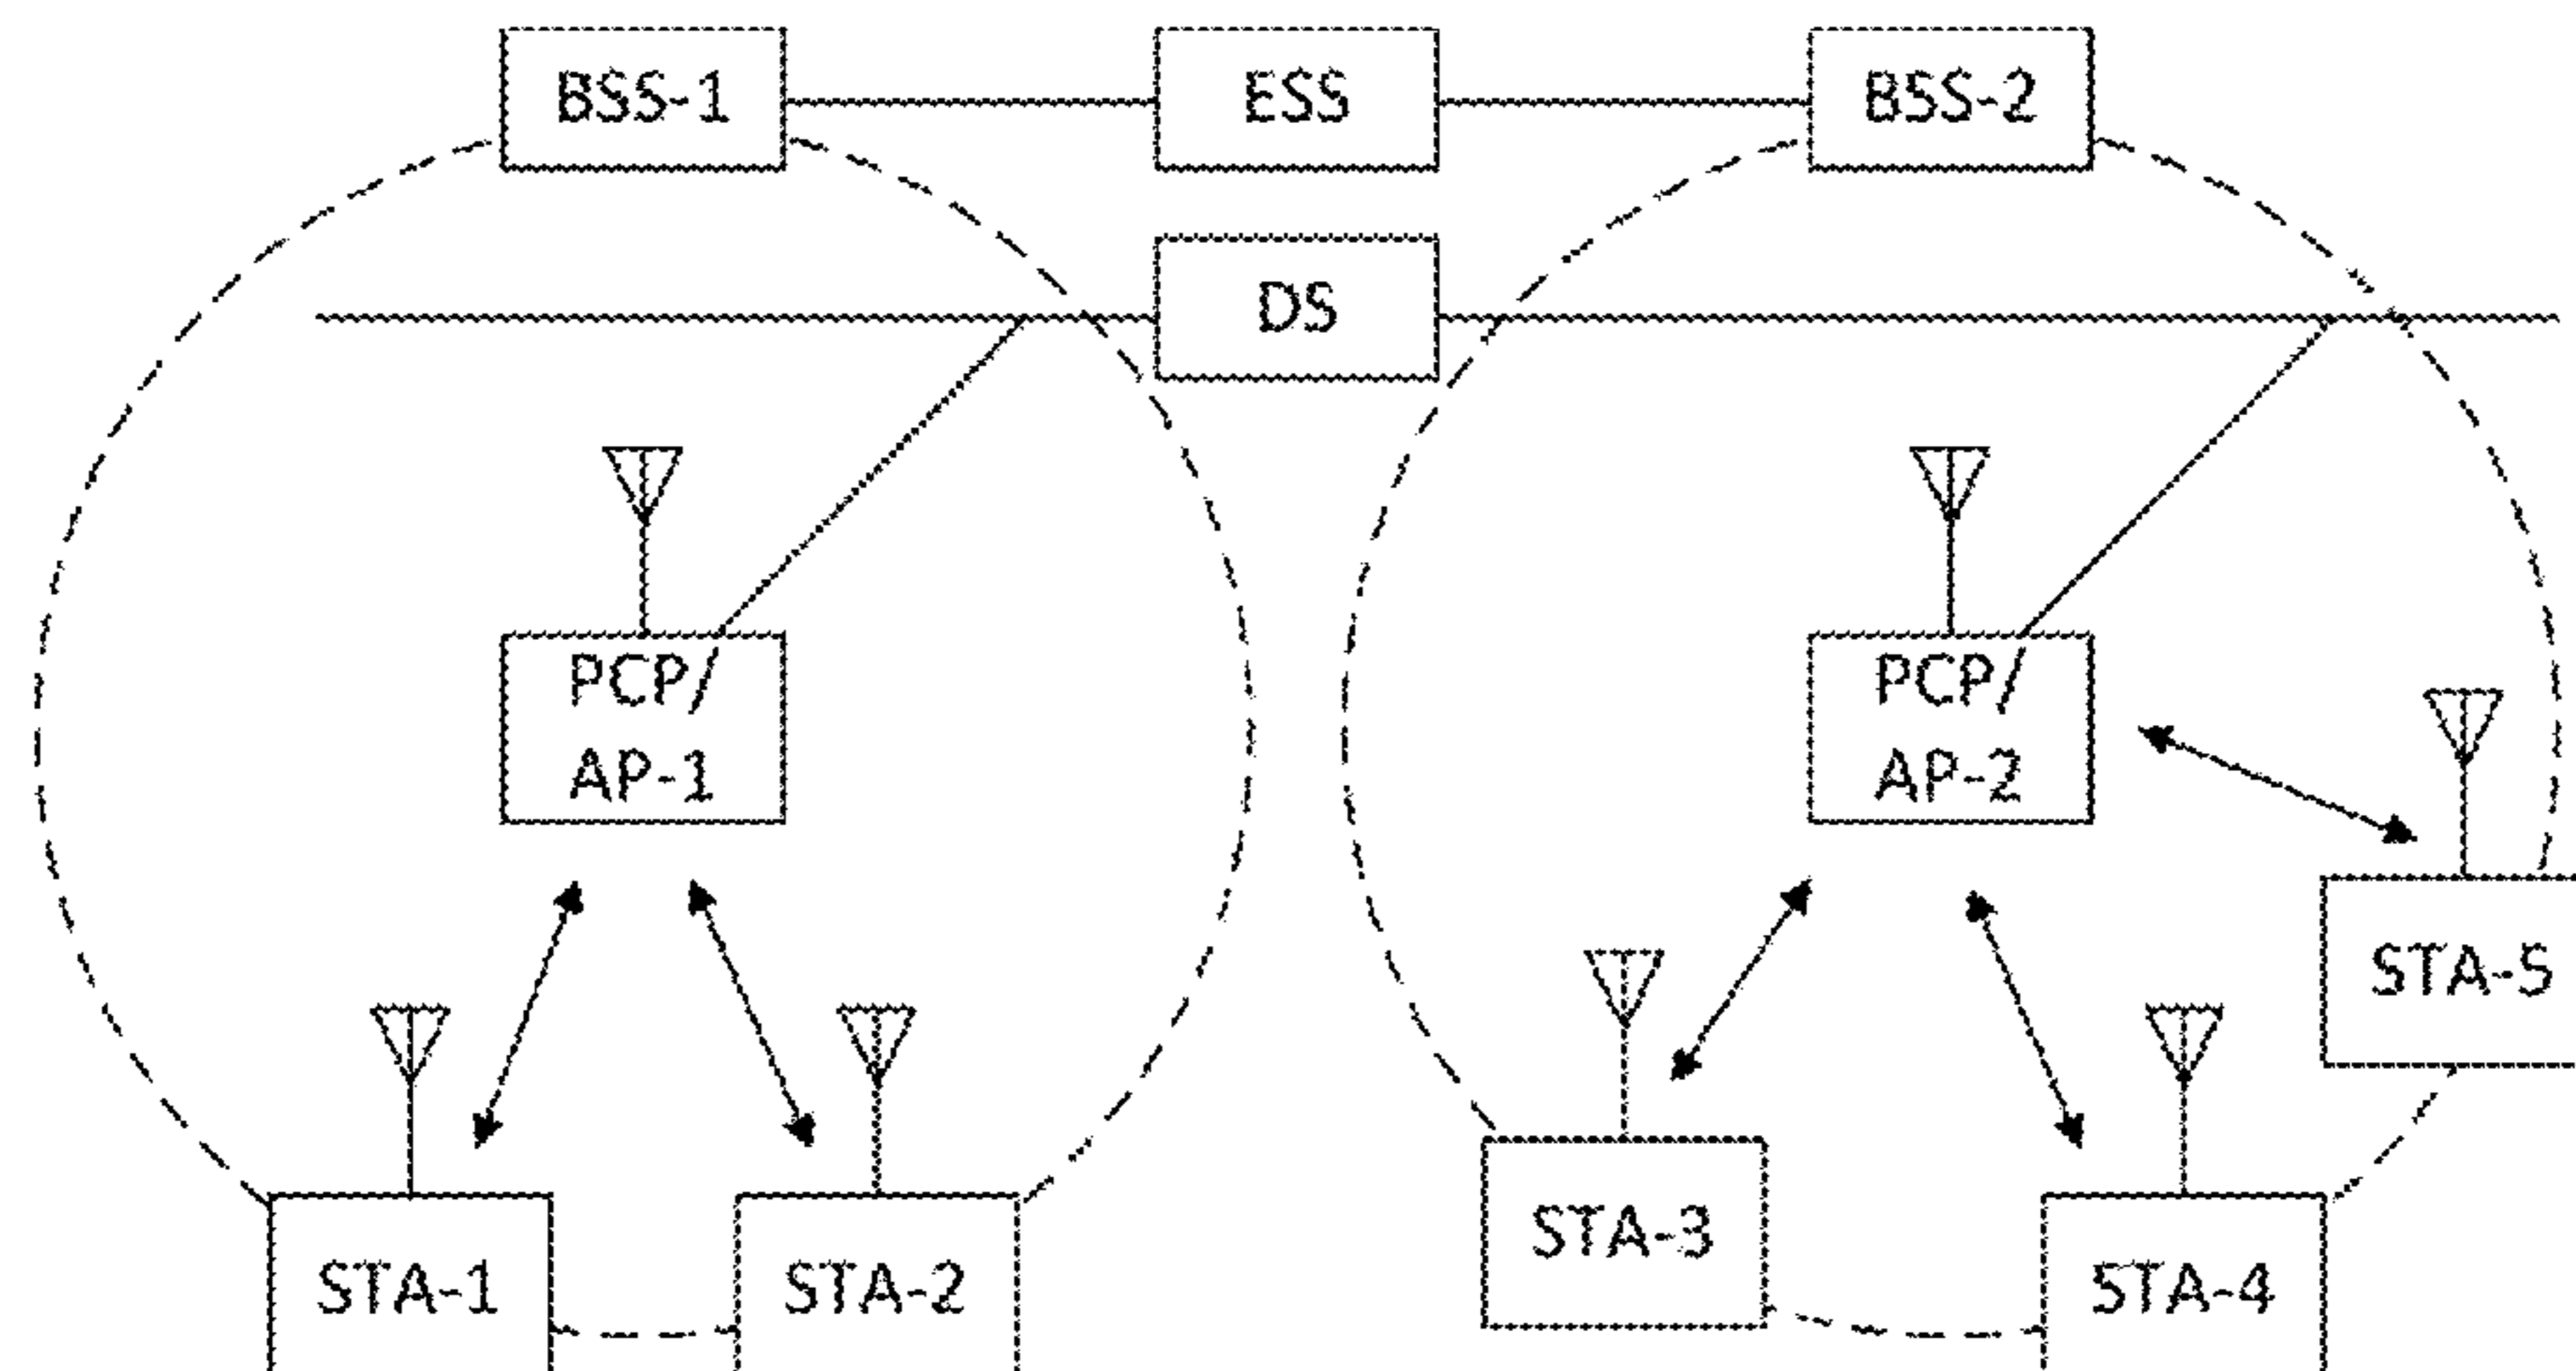 BSS-1
ESS
BSS-2
DS
PCP/
AP-1
PCP/
AP-2
STA-5
STA-3
STA-1
STA-2
STA-4